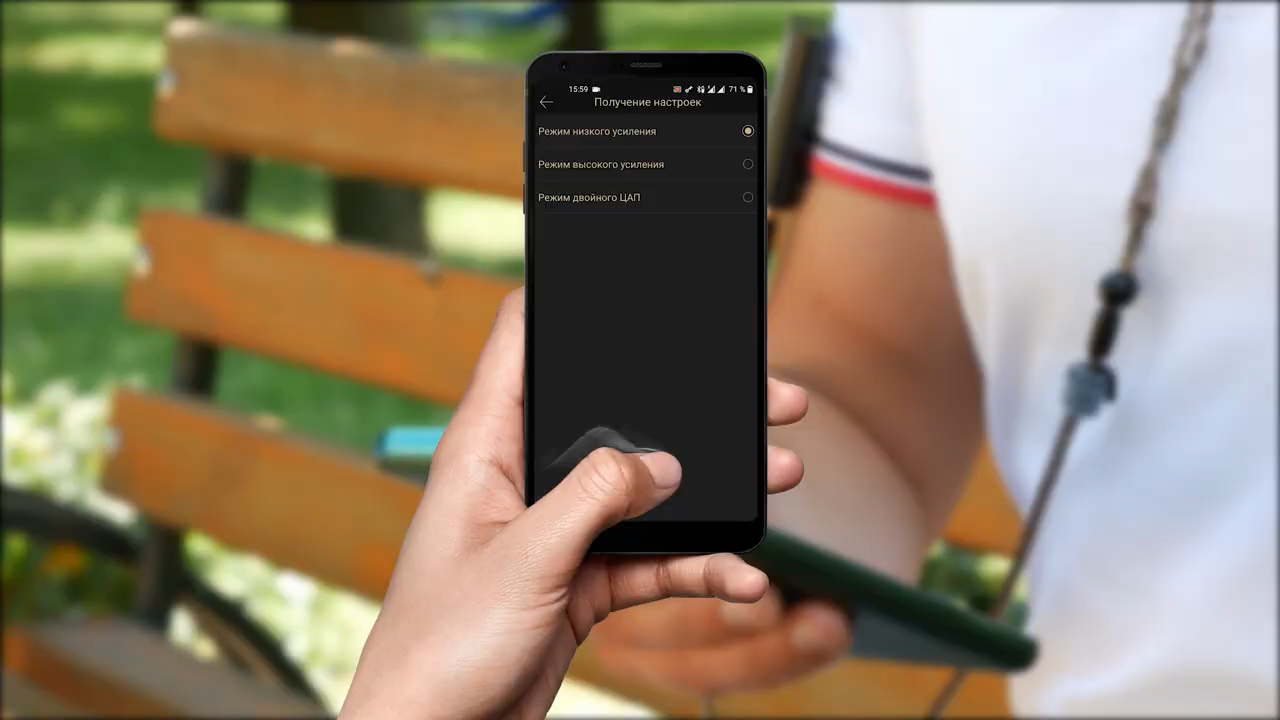 15:59 71 %
Получение настроек
Режим низкого усиления
Режим высокого усиления
Режим двойного ЦАП